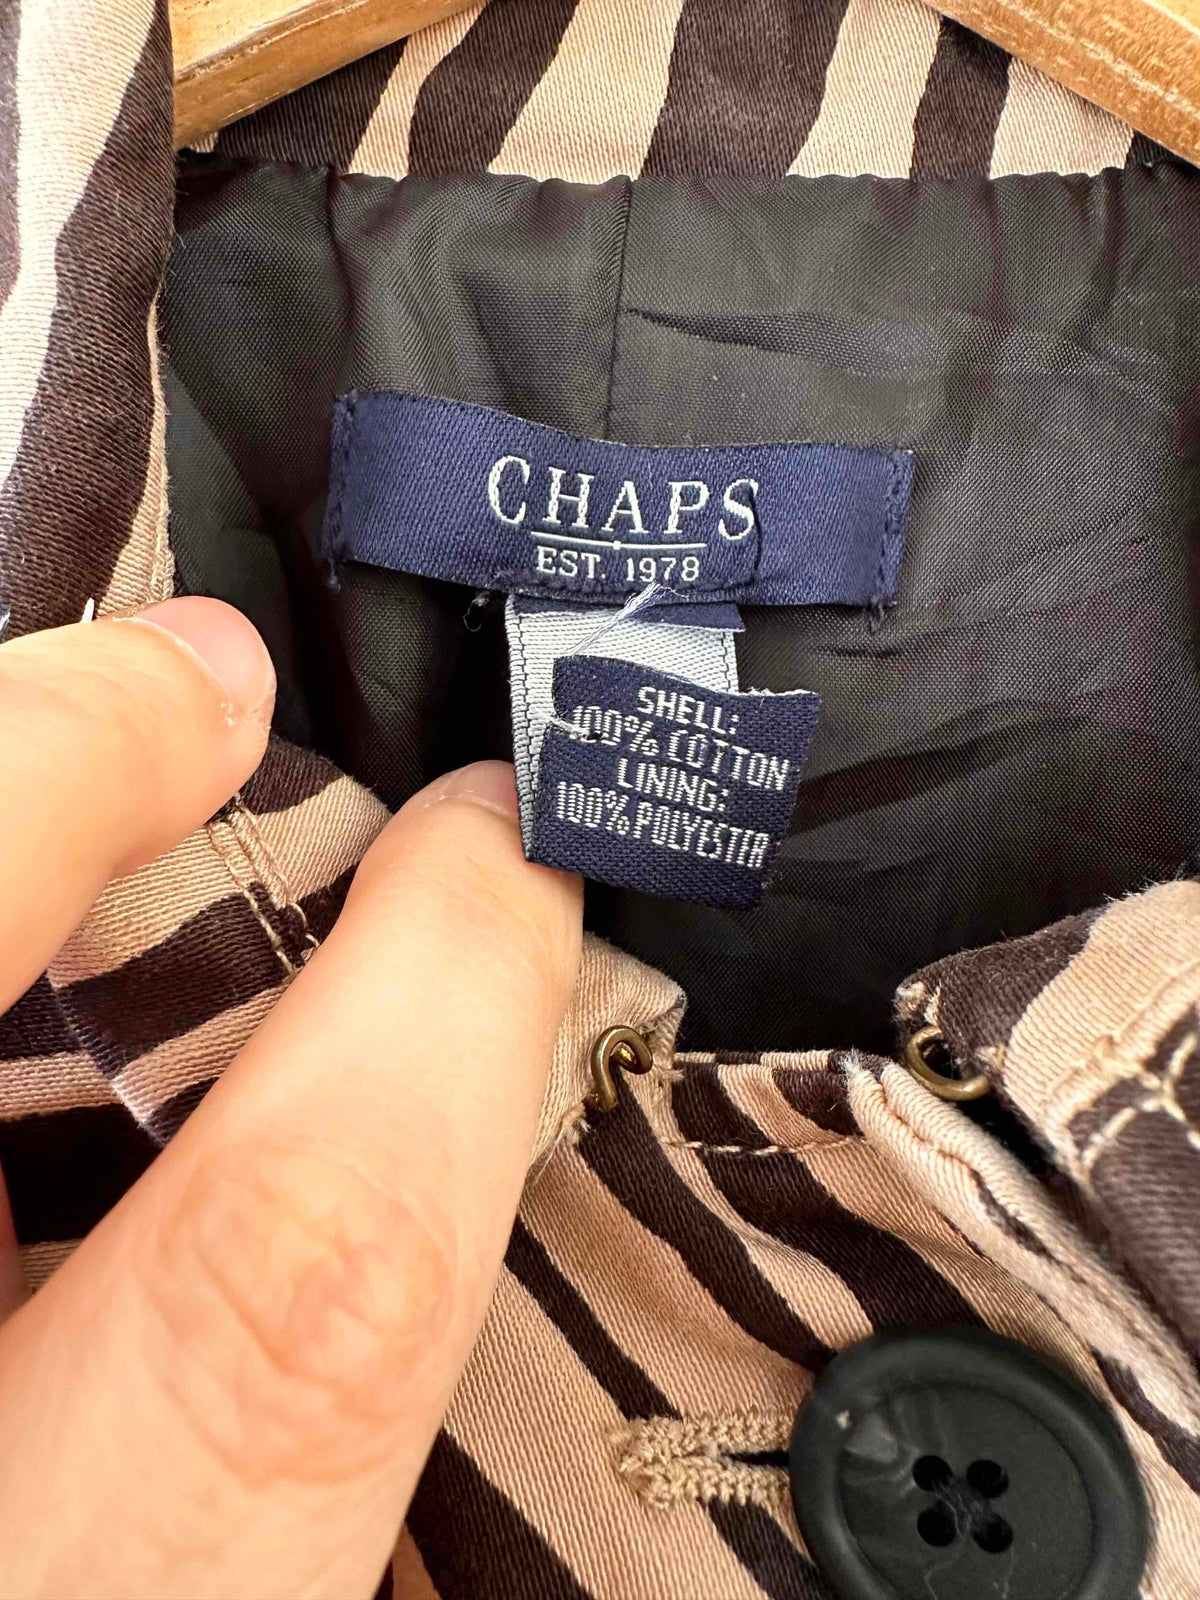 CHAPS
EST. 1978
SHELL:
100% COTTON
LINING:
100% POLYESTER